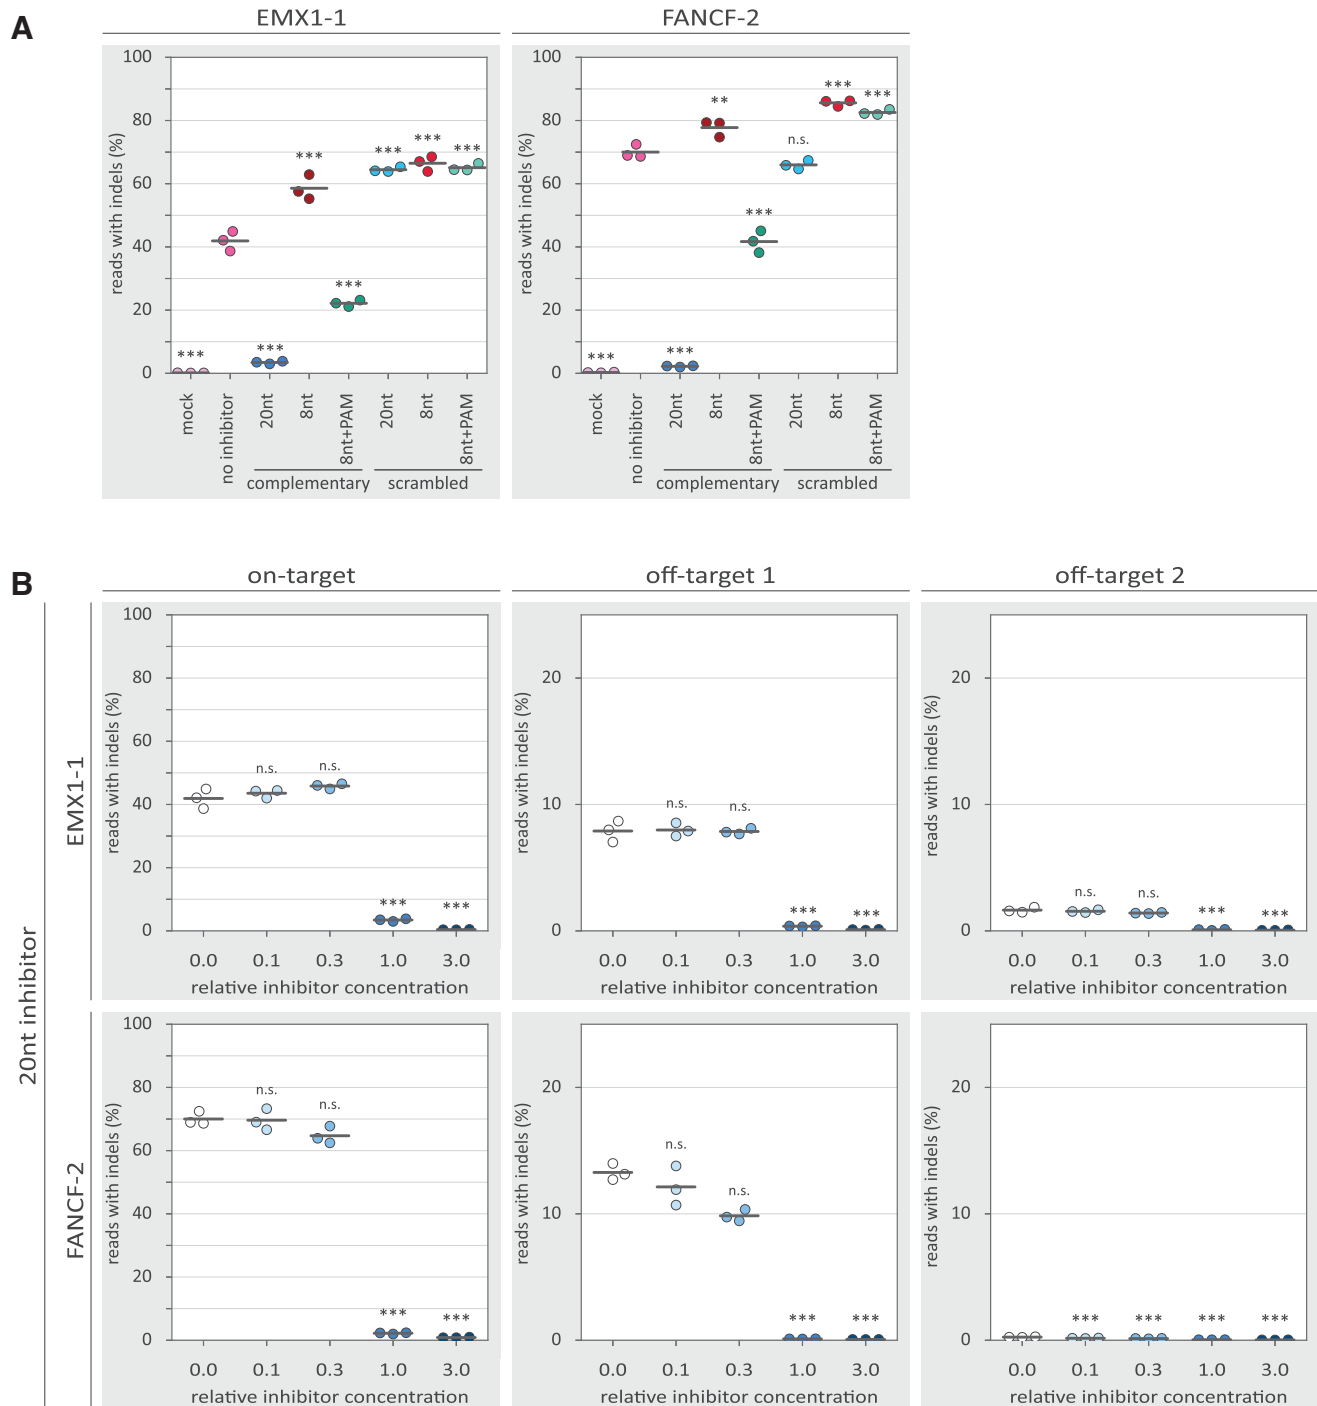 A
EMX1-1
FANCF-2
reads with indels (%)
100
80
60
40
20
0
***
***
***
***
***
***
***
mock
no inhibitor
20nt
8nt
8nt+PAM
20nt
8nt
8nt+PAM
complementary
scrambled
reads with indels (%)
100
80
60
40
20
0
***
***
**
***
n.s.
***
***
mock
no inhibitor
20nt
8nt
8nt+PAM
20nt
8nt
8nt+PAM
complementary
scrambled
B
on-target
off-target 1
off-target 2
20nt inhibitor
EMX1-1
reads with indels (%)
100
80
60
40
20
0
n.s.
n.s.
***
***
0.0 0.1 0.3 1.0 3.0
relative inhibitor concentration
reads with indels (%)
20
10
0
n.s.
n.s.
***
***
0.0 0.1 0.3 1.0 3.0
relative inhibitor concentration
reads with indels (%)
20
10
0
n.s.
n.s.
***
***
0.0 0.1 0.3 1.0 3.0
relative inhibitor concentration
FANCF-2
reads with indels (%)
100
80
60
40
20
0
n.s.
n.s.
***
***
0.0 0.1 0.3 1.0 3.0
relative inhibitor concentration
reads with indels (%)
20
10
0
n.s.
n.s.
***
***
0.0 0.1 0.3 1.0 3.0
relative inhibitor concentration
reads with indels (%)
20
10
0
***
***
***
***
0.0 0.1 0.3 1.0 3.0
relative inhibitor concentration